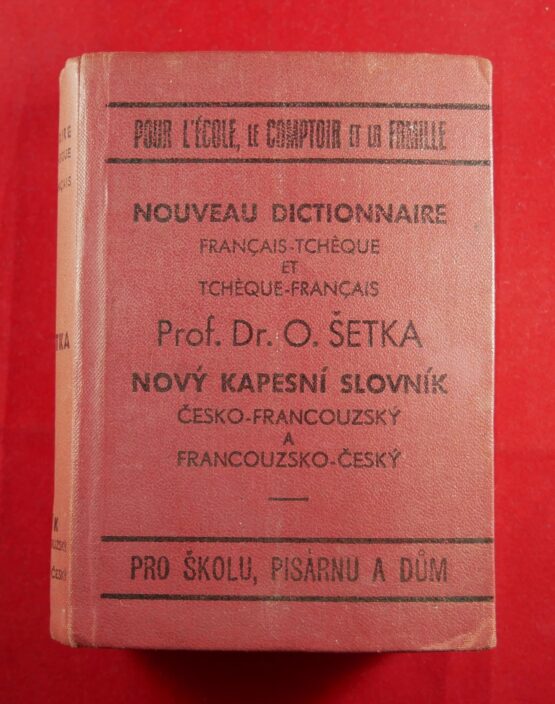 POUR L'ÉCOLE, LE COMPTOIR ET LA FAMILLE
NOUVEAU DICTIONNAIRE
FRANÇAIS-TCHÈQUE
ET
TCHÈQUE-FRANÇAIS
Prof. Dr. O. ŠETKA
NOVÝ KAPESNÍ SLOVNÍK
ČESKO-FRANCOUZSKÝ
A
FRANCOUZSKO-ČESKÝ
PRO ŠKOLU, PISÁRNU A DŮM